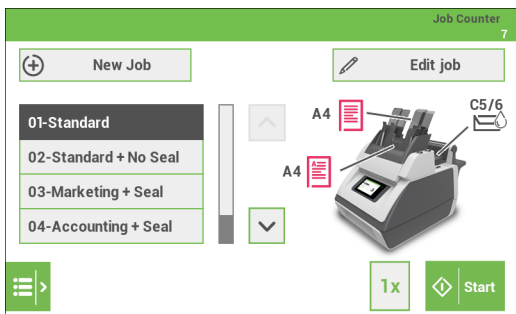 Job Counter
7
New Job
Edit job
01-Standard
02-Standard + No Seal
03-Marketing + Seal
04-Accounting + Seal
A4
C5/6
A4
1x
Start